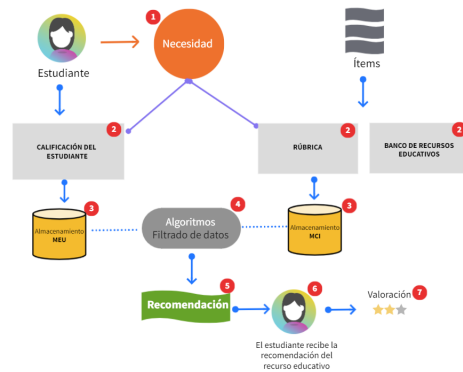 1
Necesidad
Estudiante
Ítems
2
CALIFICACIÓN DEL
ESTUDIANTE
2
RÚBRICA
2
BANCO DE RECURSOS
EDUCATIVOS
3
Almacenamiento
MEU
4
Algoritmos
Filtrado de datos
3
Almacenamiento
MCI
5
Recomendación
6
Valoración
7
El estudiante recibe la
recomendación del
recurso educativo